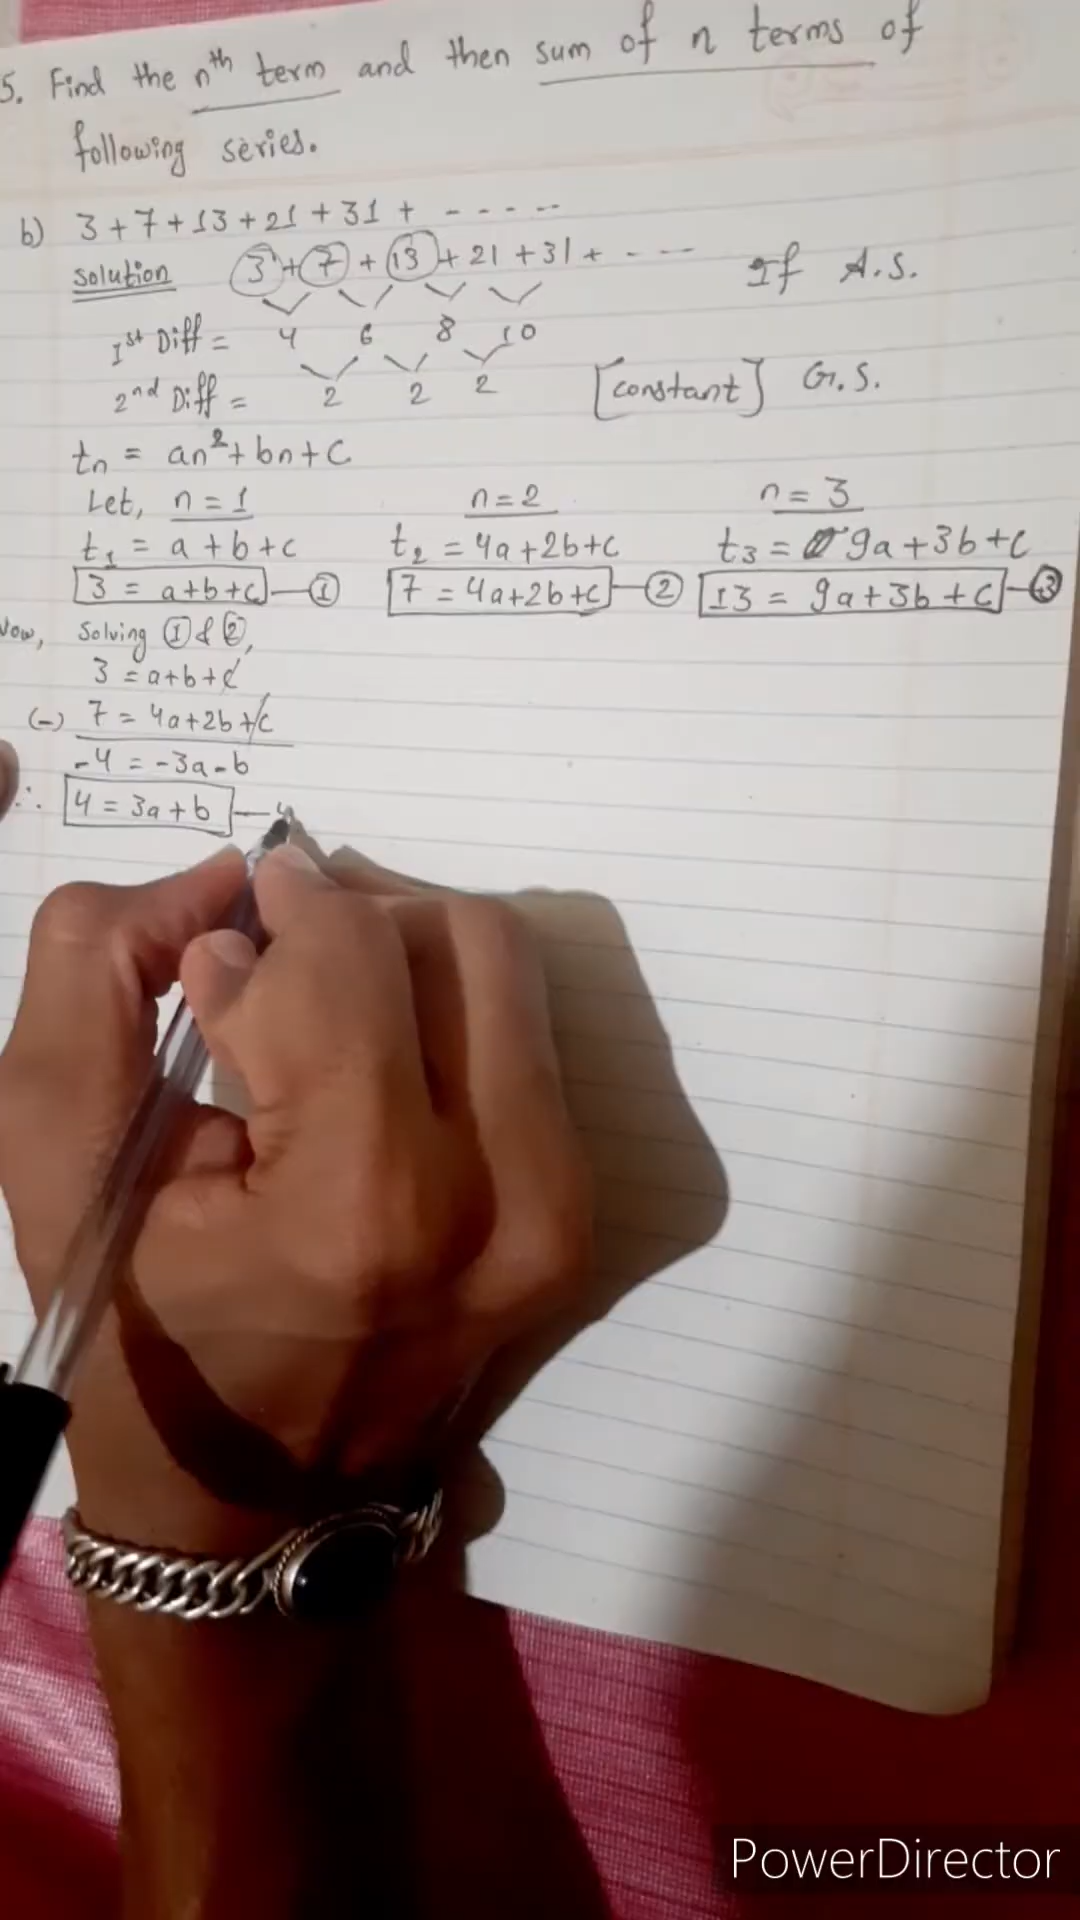 5. Find the nth term and then sum of n terms of
following series.
b) 3+7+13+21+31+ -----
Solution 3+7+13+21+31+ --- If A.S.
1st Diff = 4 6 8 10
2nd Diff = 2 2 2 [constant] G.S.
tn = an²+bn+c
Let, n=1 n=2 n=3
t1 = a+b+c t2 = 4a+2b+c t3 = 9a+3b+c
3 = a+b+c — ① 7 = 4a+2b+c — ② 13 = 9a+3b+c — ③
Now, Solving ① & ②,
3 = a+b+c
(-) 7 = 4a+2b+c
-4 = -3a-b
∴ 4 = 3a+b — 4
PowerDirector